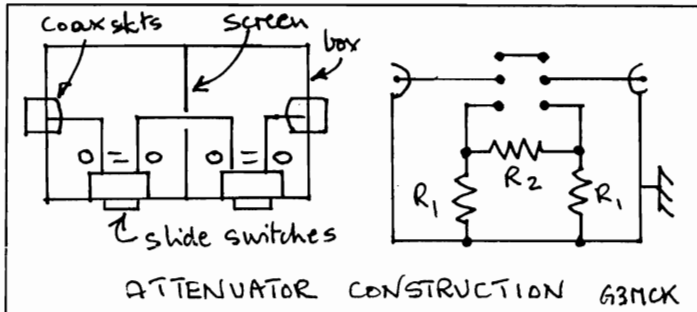 coax skts
screen
box
slide switches
R2
R1
R1
ATTENUATOR CONSTRUCTION G3MCK